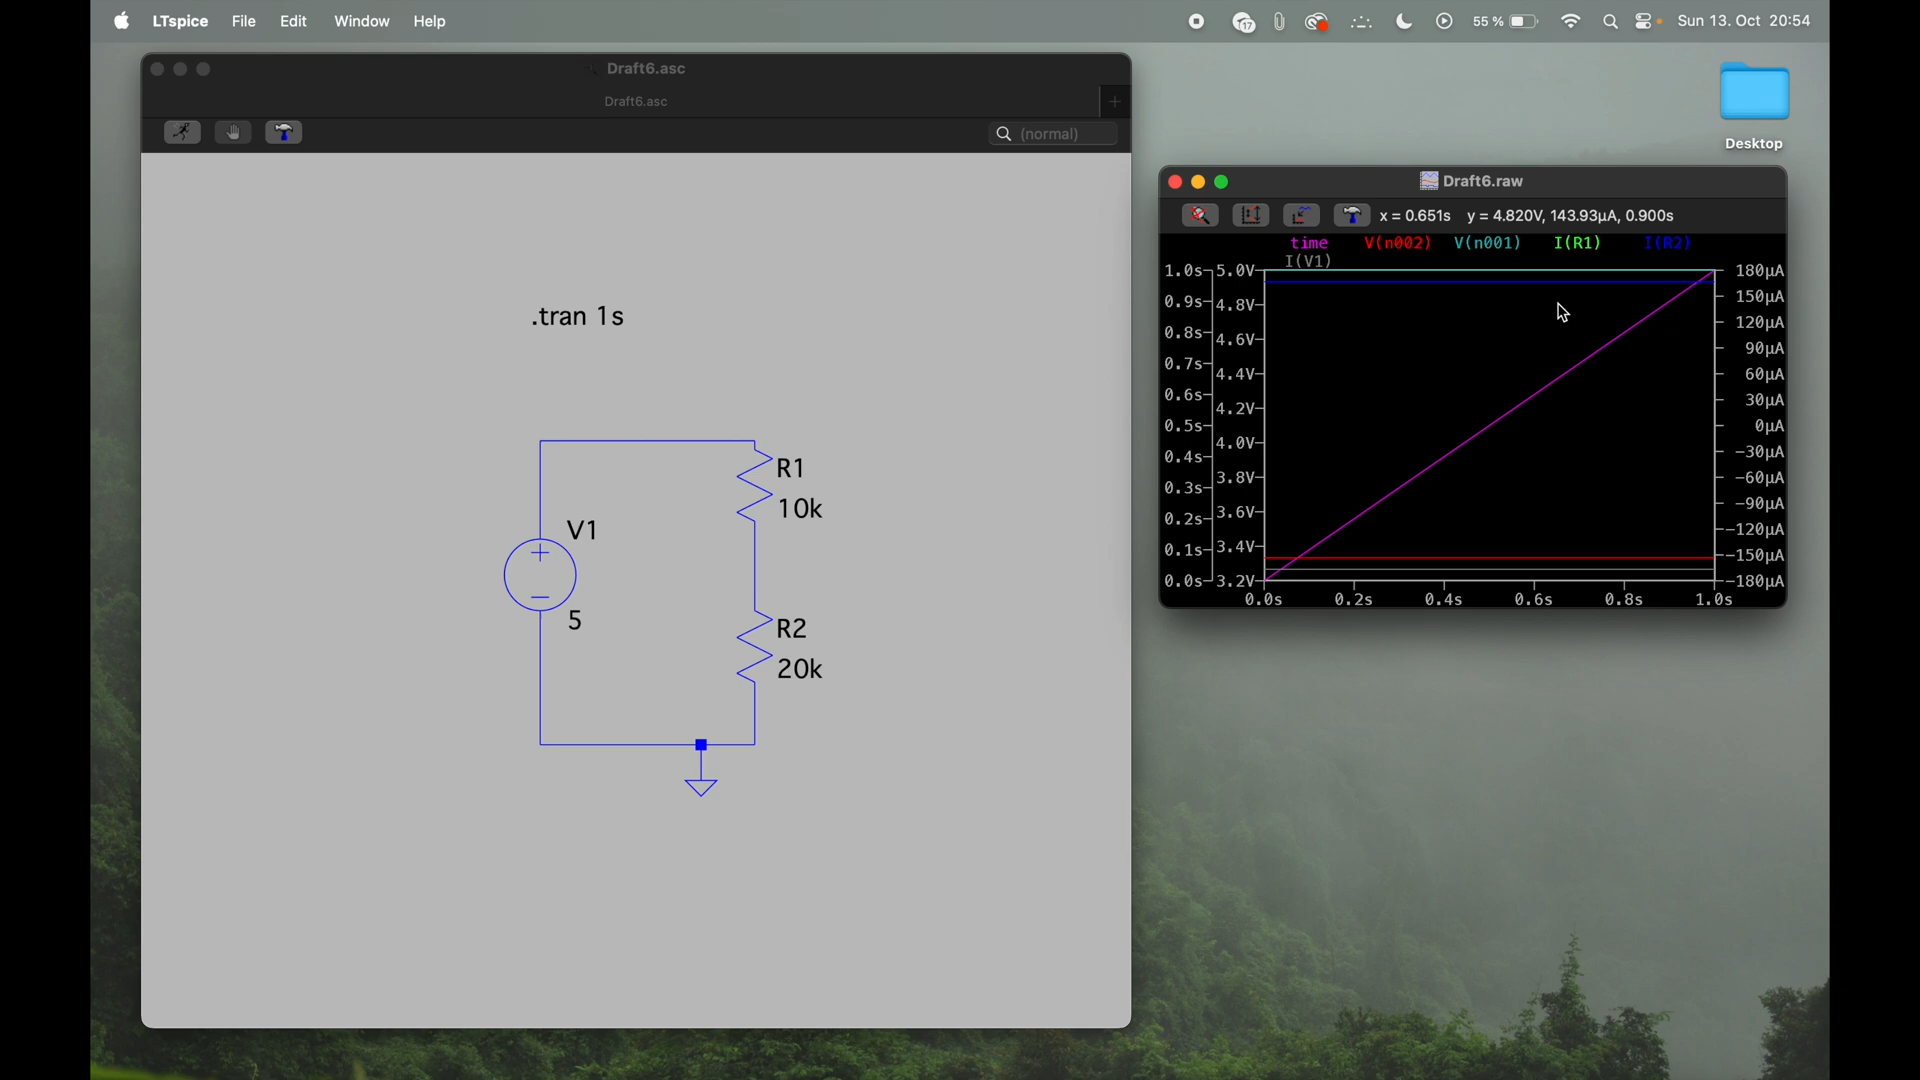 LTspice File Edit Window Help
17 55 % Sun 13. Oct 20:54
Draft6.asc
Draft6.asc
(normal)
Desktop
Draft6.raw
x = 0.651s y = 4.820V, 143.93µA, 0.900s
time V(n002) V(n001) I(R1) I(R2)
I(V1)
1.0s 5.0V 180µA
0.9s 4.8V 150µA
0.8s 4.6V 120µA
0.7s 4.4V 90µA
0.6s 4.2V 60µA
0.5s 4.0V 30µA
0.4s 3.8V 0µA
0.3s 3.6V -30µA
0.2s 3.4V -60µA
0.1s 3.2V -90µA
0.0s -120µA
-150µA
-180µA
0.0s 0.2s 0.4s 0.6s 0.8s 1.0s
.tran 1s
R1
10k
V1
5
R2
20k